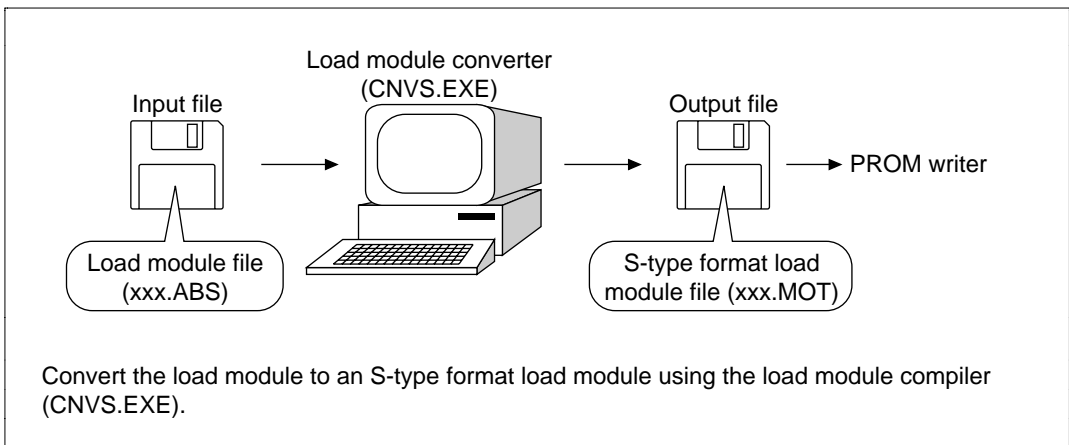 Load module converter
(CNVS.EXE)
Input file
Output file
PROM writer
Load module file
(xxx.ABS)
S-type format load
module file (xxx.MOT)
Convert the load module to an S-type format load module using the load module compiler
(CNVS.EXE).